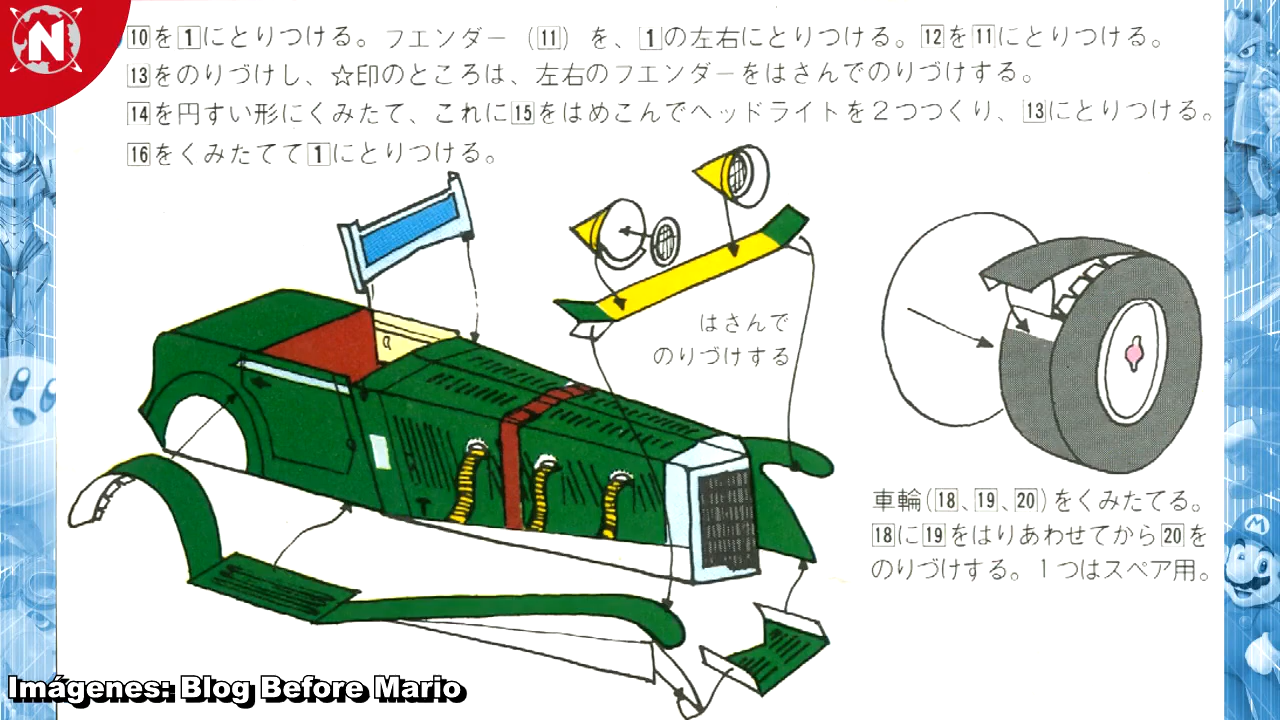 N
10を1にとりつける。フエンダー（11）を、1の左右にとりつける。12を11にとりつける。
13をのりづけし、☆印のところは、左右のフエンダーをはさんでのりづけする。
14を円すい形にくみたて、これに15をはめこんでヘッドライトを2つつくり、13にとりつける。
16をくみたてて1にとりつける。
はさんで
のりづけする
車輪(18、19、20)をくみたてる。
18に19をはりあわせてから20を
のりづけする。1つはスペア用。
Imágenes: Blog Before Mario